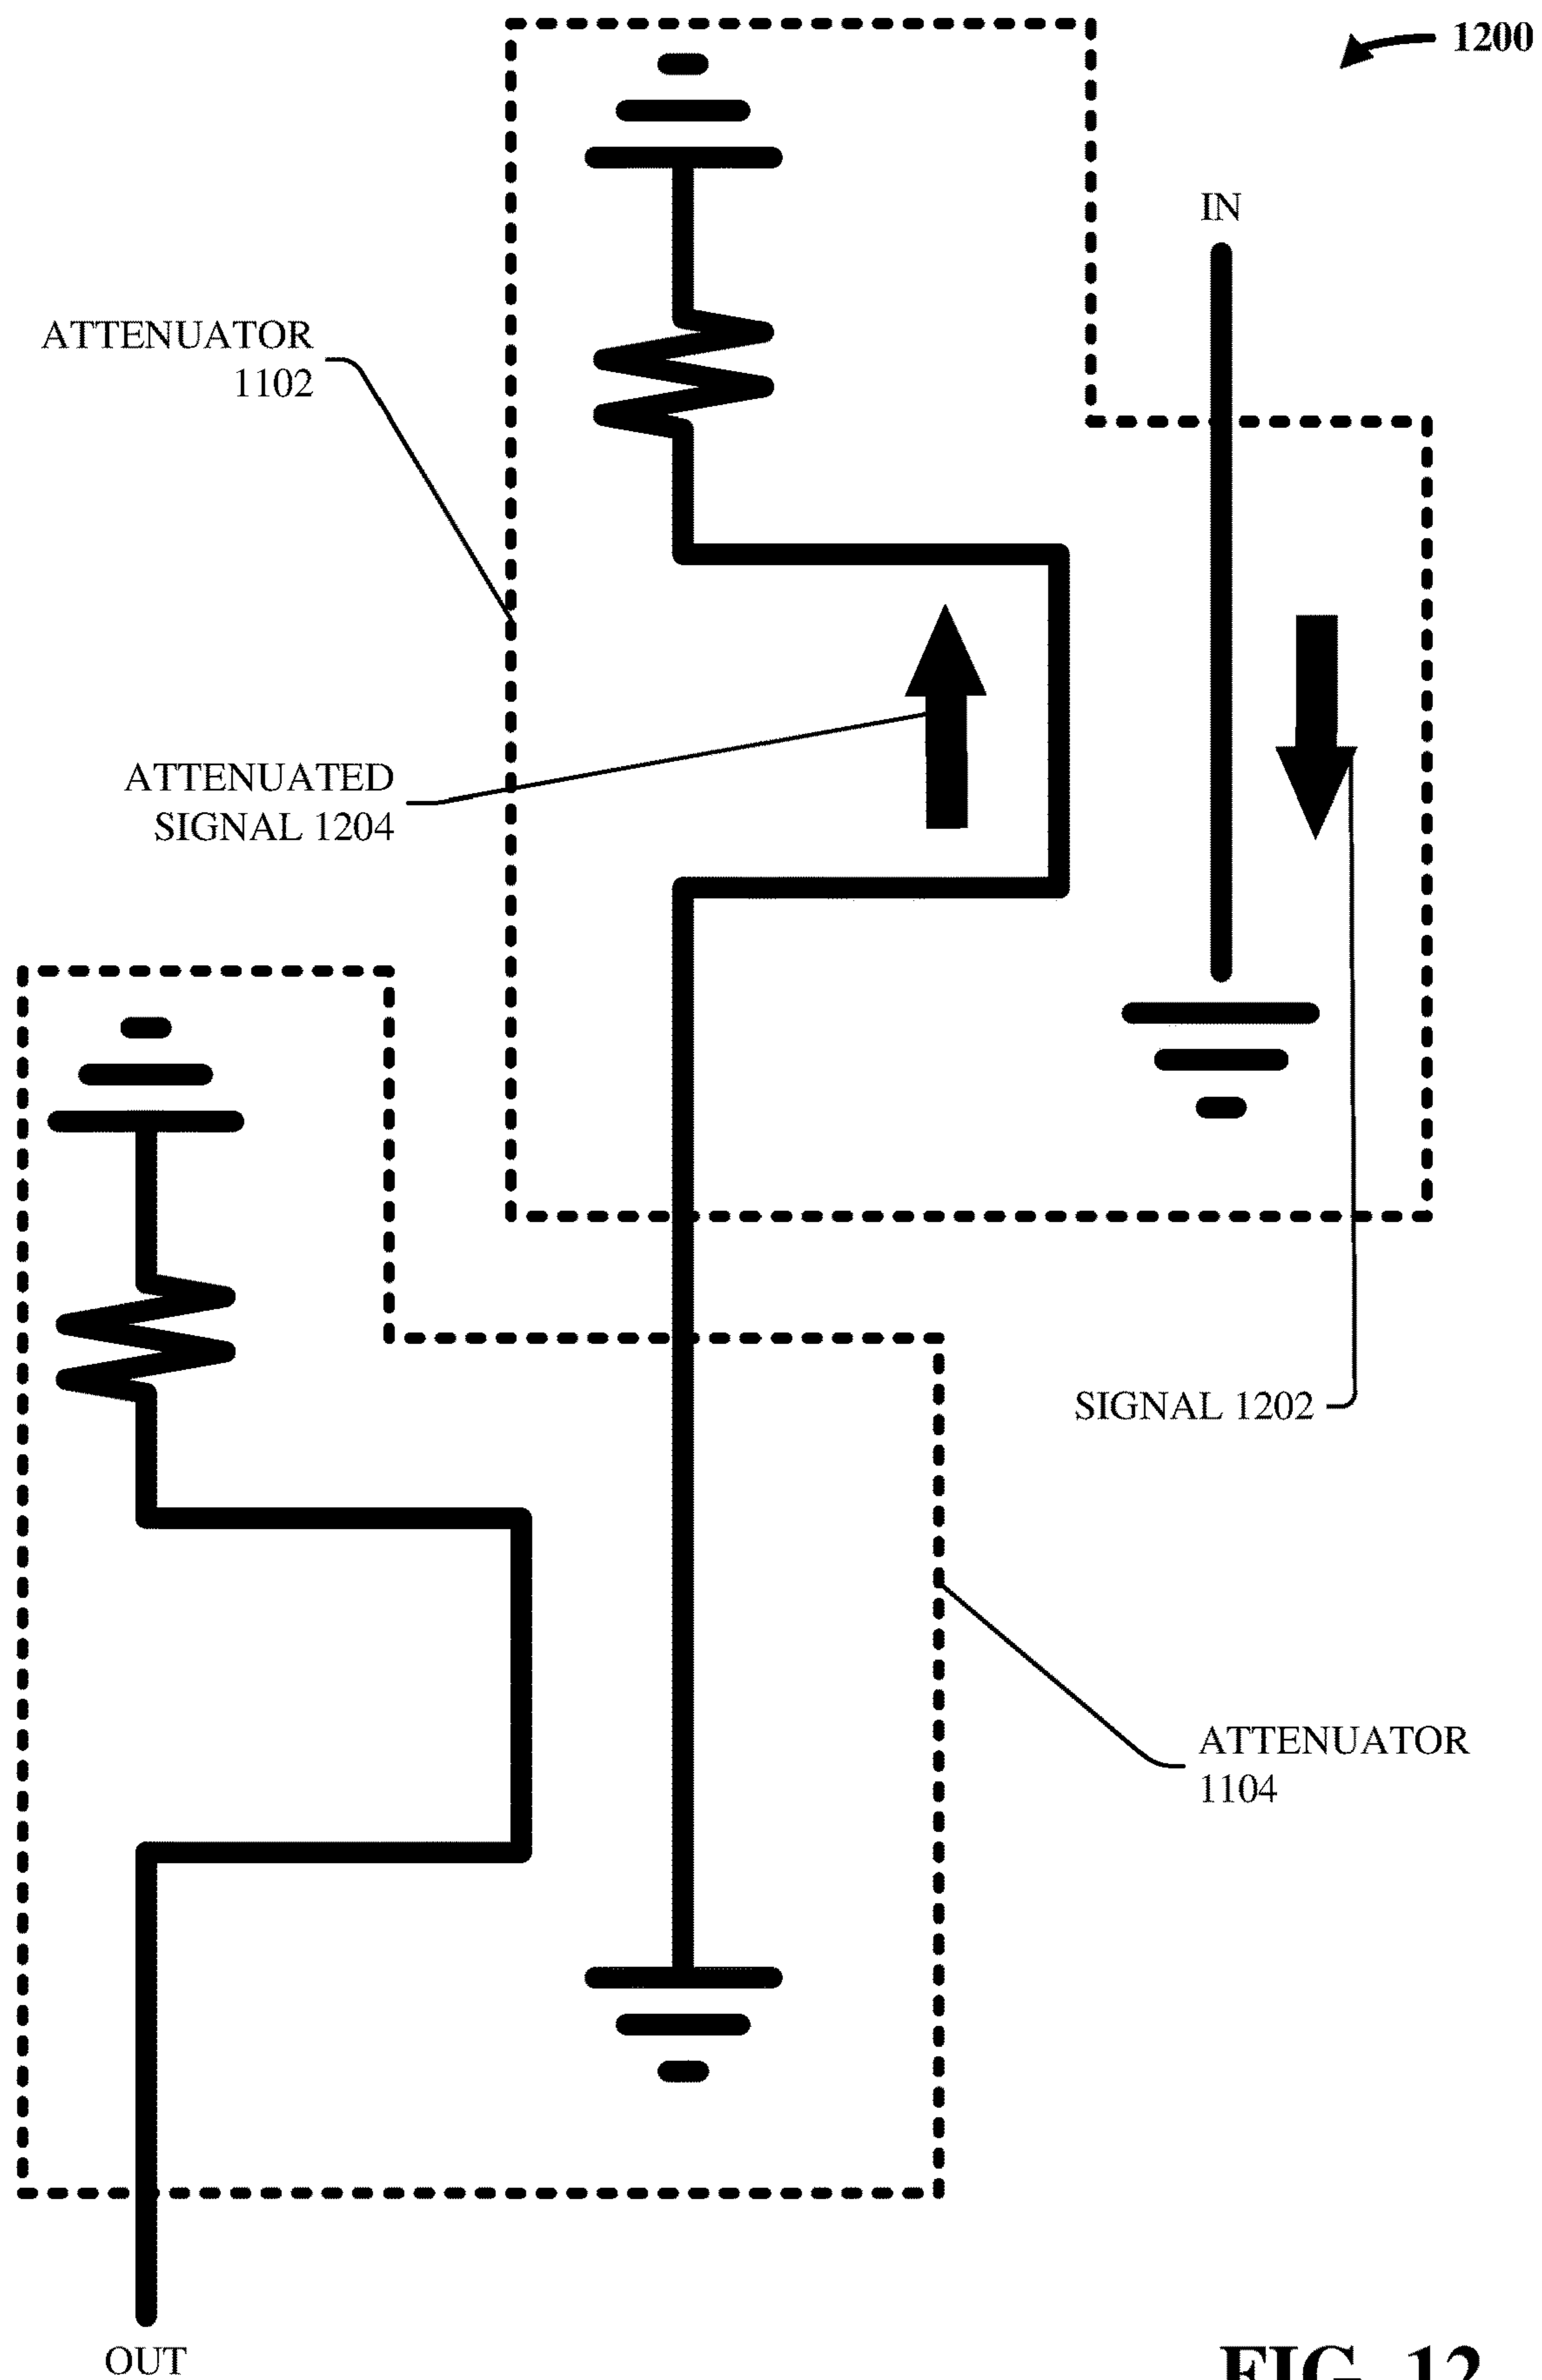 1200
IN
ATTENUATOR
1102
ATTENUATED
SIGNAL 1204
SIGNAL 1202
ATTENUATOR
1104
OUT
FIG. 12